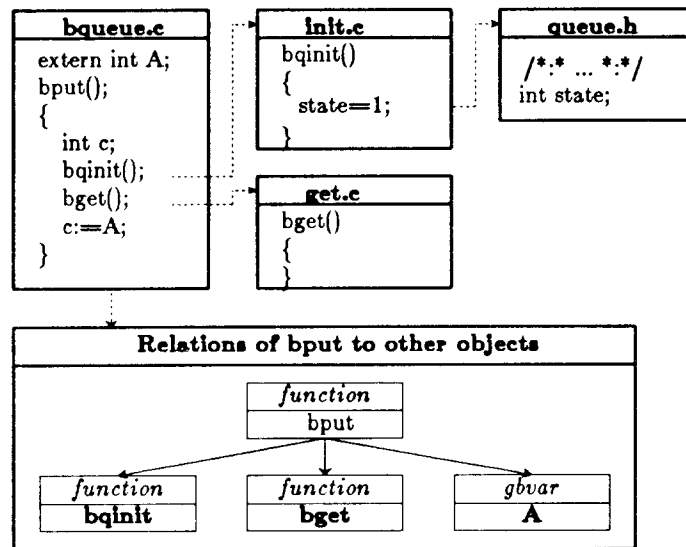 bqueue.c
extern int A;
bput();
{
int c;
bqinit();
bget();
c:=A;
}
init.c
bqinit()
{
state=1;
}
queue.h
/*:* ... *:*/
int state;
get.c
bget()
{
}
Relations of bput to other objects
function
bput
function
bqinit
function
bget
gbvar
A